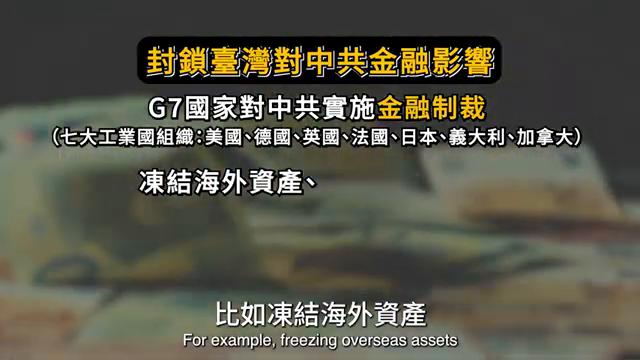 封鎖臺灣對中共金融影響
G7國家對中共實施金融制裁
（七大工業國組織：美國、德國、英國、法國、日本、義大利、加拿大）
凍結海外資產、
比如凍結海外資產
For example, freezing overseas assets